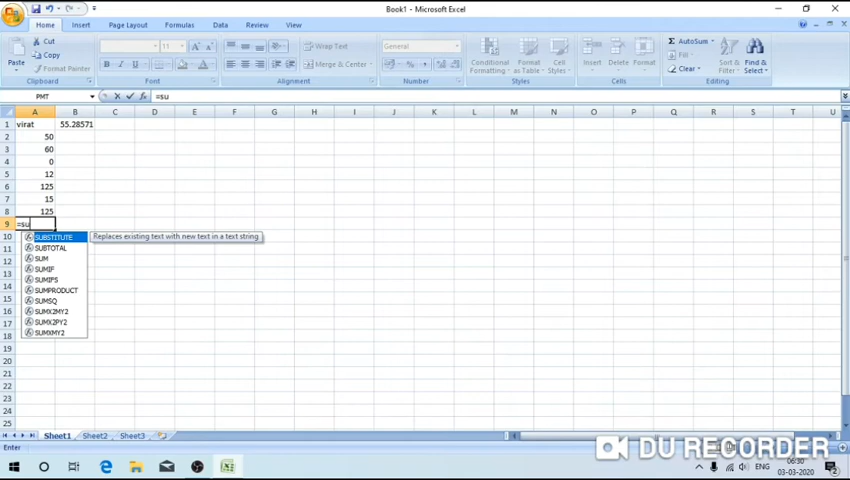 Book1 - Microsoft Excel
Home Insert Page Layout Formulas Data Review View
Paste
Cut
Copy
Format Painter
Clipboard
11 A A
B I U
A
Font
Wrap Text
Merge & Center
Alignment
General
% ,
Number
Conditional Formatting
Format as Table
Cell Styles
Styles
Insert
Delete
Format
Cells
Σ AutoSum
Fill
Clear
Sort & Filter
Find & Select
Editing
PMT fx =su
A B C D E F G H I J K L M N O P Q R S T U
1 virat 55.28571
2 50
3 60
4 0
5 12
6 125
7 15
8 125
9 =su
10 SUBSTITUTE Replaces existing text with new text in a text string
11 SUBTOTAL
12 SUM
13 SUMIF
SUMIFS
14 SUMPRODUCT
15 SUMSQ
16 SUMX2MY2
17 SUMX2PY2
18 SUMXMY2
19
20
21
22
23
24
25
Sheet1 Sheet2 Sheet3
Enter
DU RECORDER
ENG
06:30
03-03-2020
2